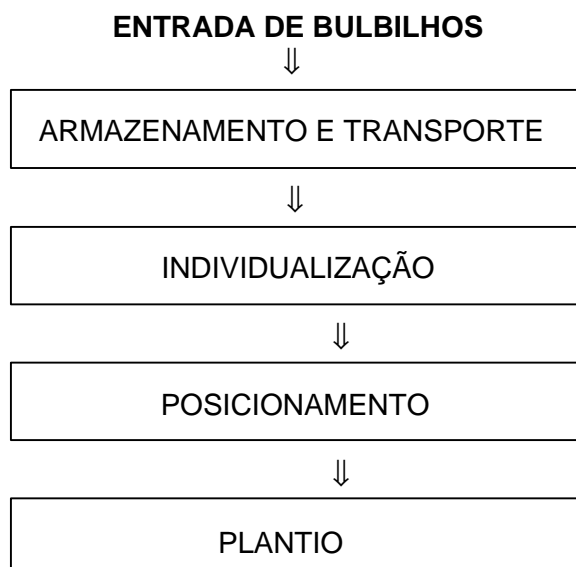 ENTRADA DE BULBILHOS
⇓
ARMAZENAMENTO E TRANSPORTE
⇓
INDIVIDUALIZAÇÃO
⇓
POSICIONAMENTO
⇓
PLANTIO